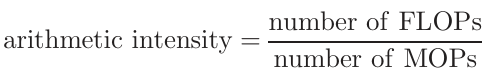 arithmetic intensity = number of FLOPs / number of MOPs